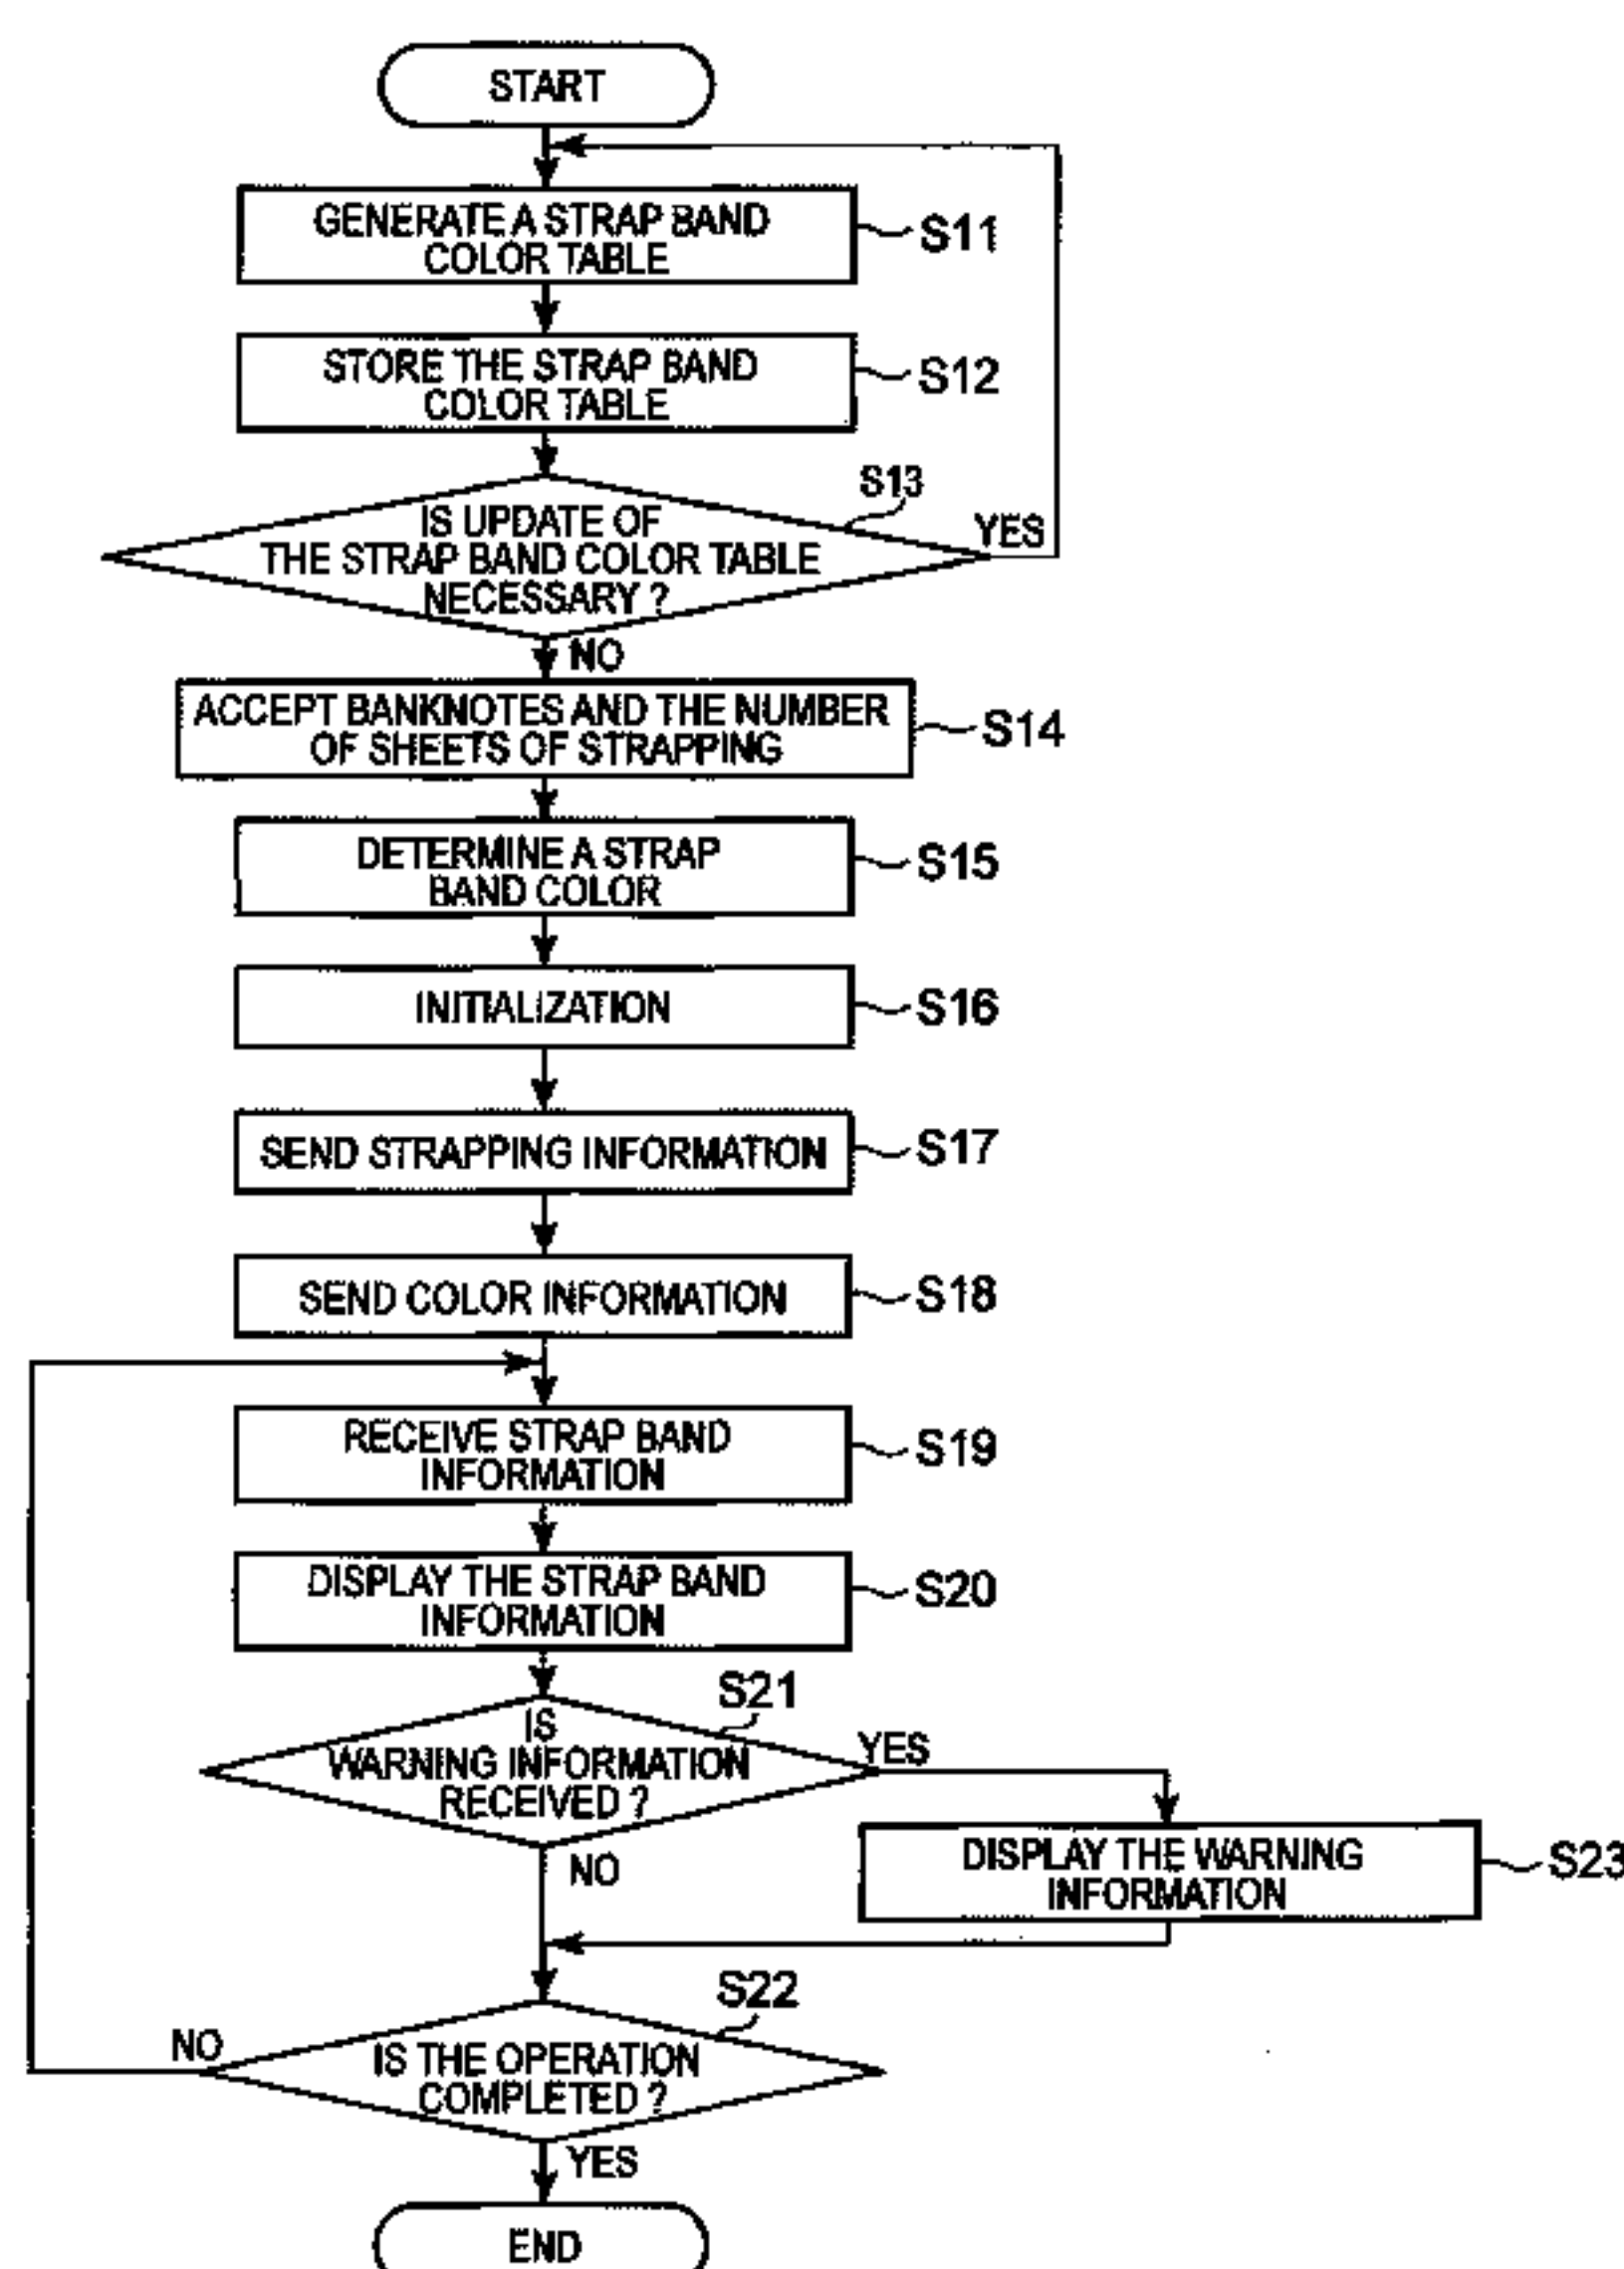 START
GENERATE A STRAP BAND
COLOR TABLE
S11
STORE THE STRAP BAND
COLOR TABLE
S12
S13
IS UPDATE OF
THE STRAP BAND COLOR TABLE
NECESSARY ?
YES
NO
ACCEPT BANKNOTES AND THE NUMBER
OF SHEETS OF STRAPPING
S14
DETERMINE A STRAP
BAND COLOR
S15
INITIALIZATION
S16
SEND STRAPPING INFORMATION
S17
SEND COLOR INFORMATION
S18
RECEIVE STRAP BAND
INFORMATION
S19
DISPLAY THE STRAP BAND
INFORMATION
S20
S21
IS
WARNING INFORMATION
RECEIVED ?
YES
NO
DISPLAY THE WARNING
INFORMATION
S23
S22
NO
IS THE OPERATION
COMPLETED ?
YES
END